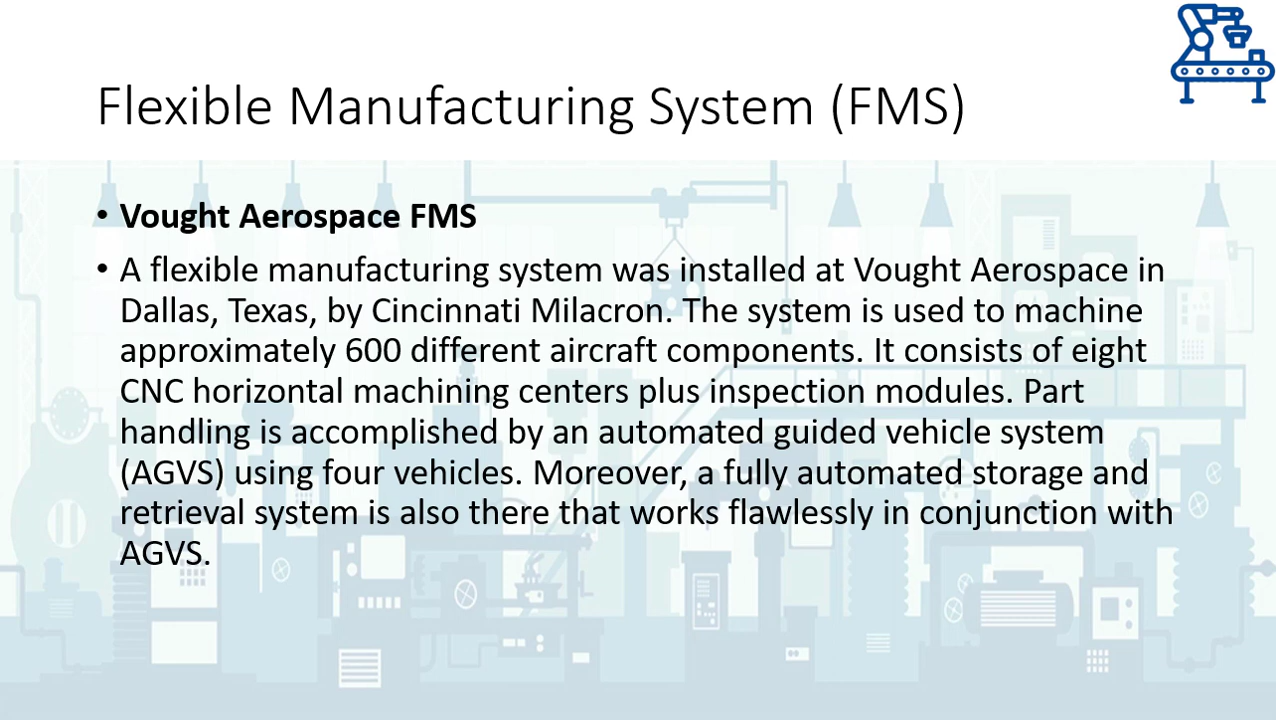 Flexible Manufacturing System (FMS)
• Vought Aerospace FMS
• A flexible manufacturing system was installed at Vought Aerospace in
Dallas, Texas, by Cincinnati Milacron. The system is used to machine
approximately 600 different aircraft components. It consists of eight
CNC horizontal machining centers plus inspection modules. Part
handling is accomplished by an automated guided vehicle system
(AGVS) using four vehicles. Moreover, a fully automated storage and
retrieval system is also there that works flawlessly in conjunction with
AGVS.